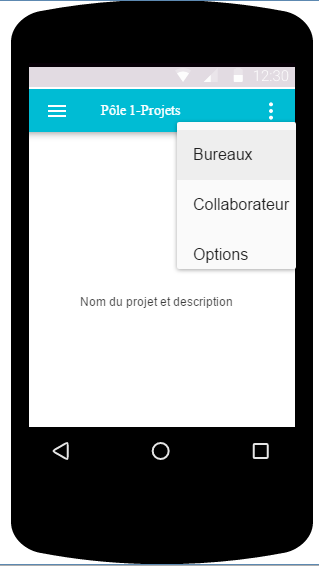 12:30
Pôle 1-Projets
Bureaux
Collaborateur
Options
Nom du projet et description